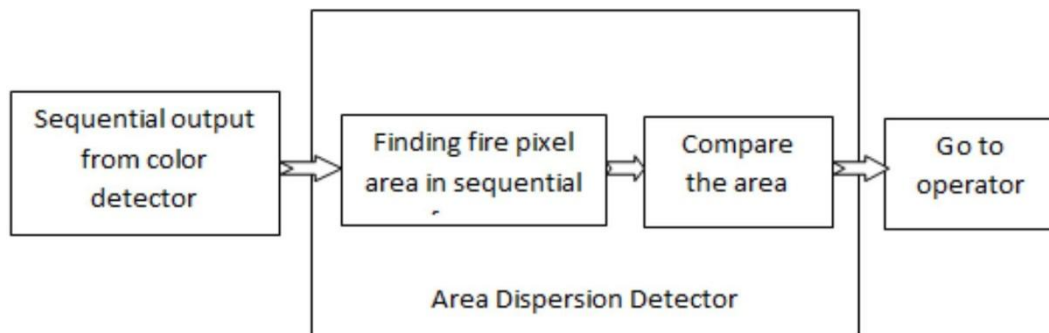 Sequential output
from color
detector
Finding fire pixel
area in sequential
Compare
the area
Go to
operator
Area Dispersion Detector